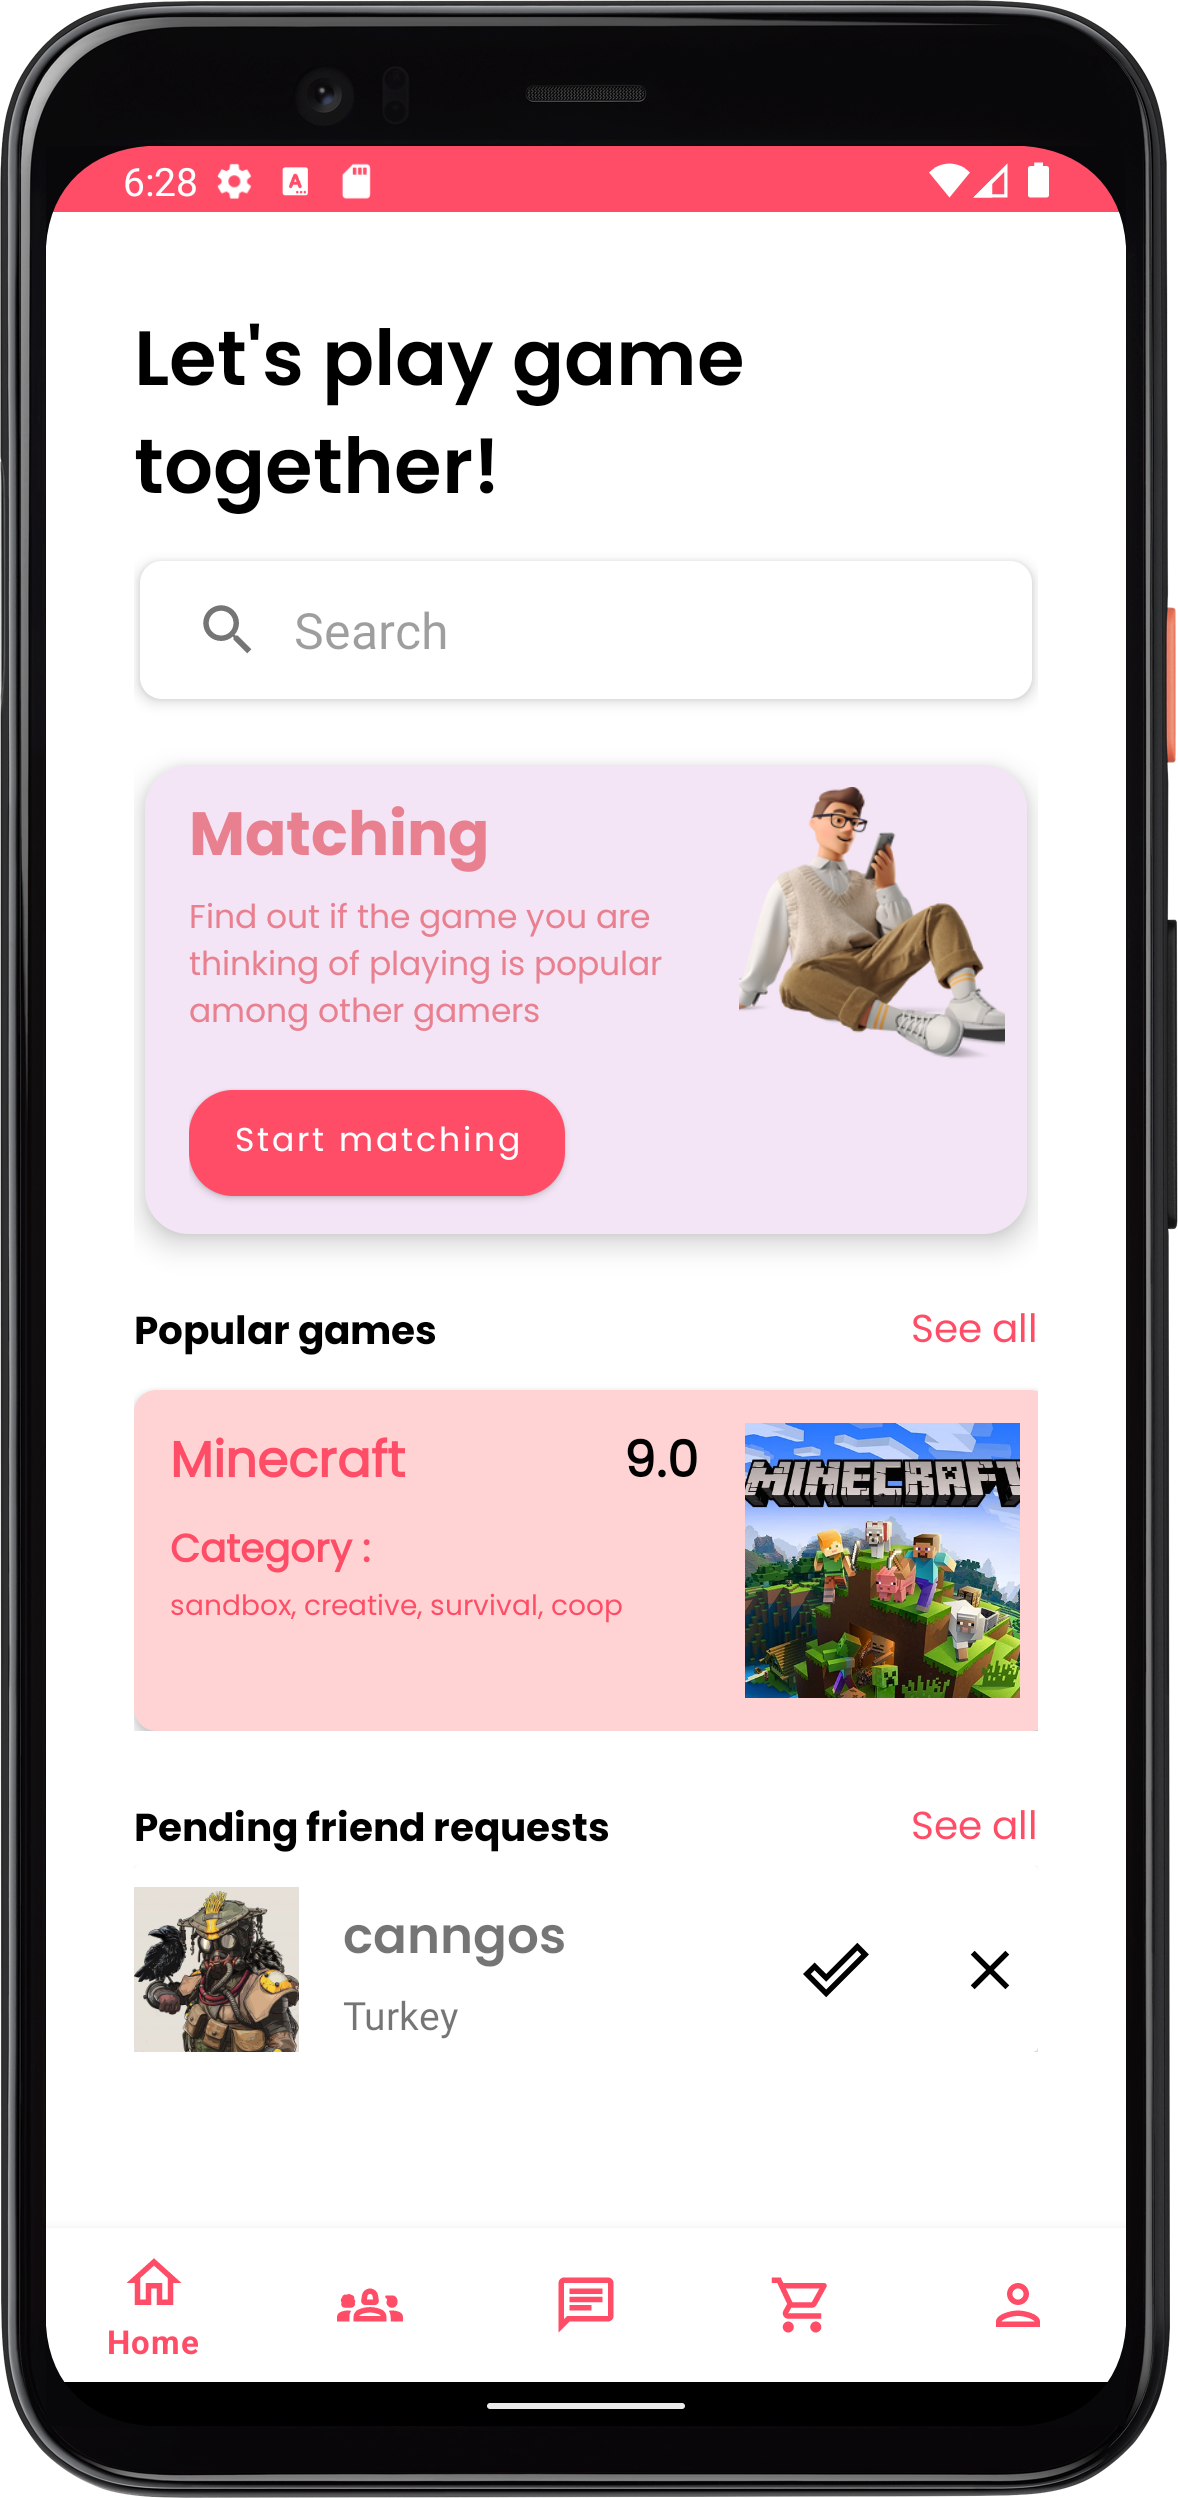 6:28
Let's play game
together!
Search
Matching
Find out if the game you are
thinking of playing is popular
among other gamers
Start matching
Popular games
See all
Minecraft
9.0
MINECRAFT
Category :
sandbox, creative, survival, coop
Pending friend requests
See all
canngos
Turkey
Home